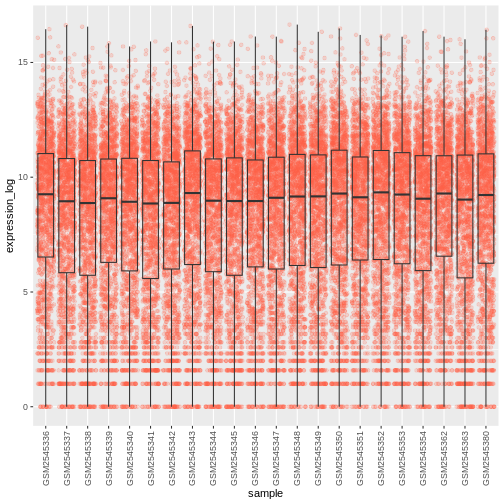 expression_log
15
10
5
0
GSM2545336
GSM2545337
GSM2545338
GSM2545339
GSM2545340
GSM2545341
GSM2545342
GSM2545343
GSM2545344
GSM2545345
GSM2545346
GSM2545347
GSM2545348
GSM2545349
GSM2545350
GSM2545351
GSM2545352
GSM2545353
GSM2545354
GSM2545362
GSM2545363
GSM2545380
sample